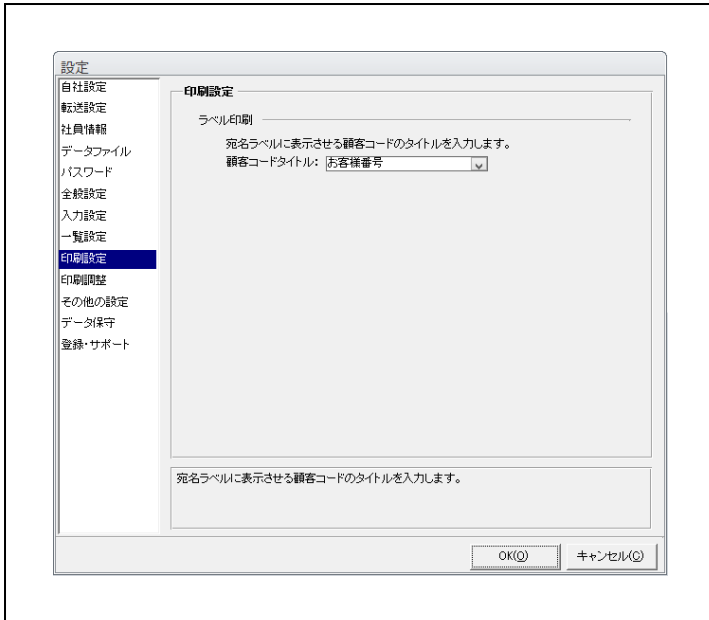 設定
自社設定
転送設定
社員情報
データファイル
パスワード
全般設定
入力設定
一覧設定
印刷設定
印刷調整
その他の設定
データ保守
登録・サポート
印刷設定
ラベル印刷
宛名ラベルに表示させる顧客コードのタイトルを入力します。
顧客コードタイトル: お客様番号
宛名ラベルに表示させる顧客コードのタイトルを入力します。
OK(O) キャンセル(C)